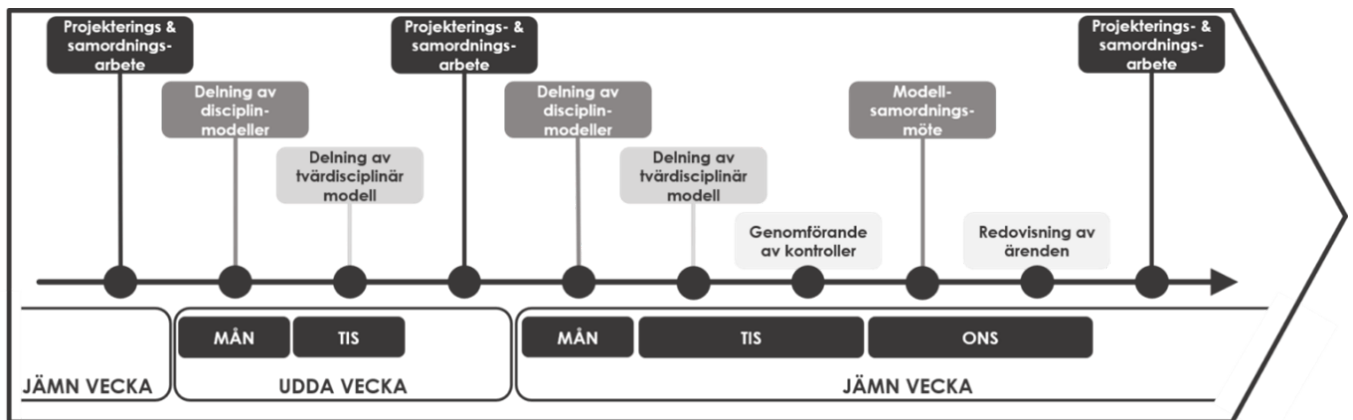 Projekterings &
samordnings-
arbete
Delning av
disciplin-
modeller
Delning av
tvärdisciplinär
modell
Projekterings- &
samordnings-
arbete
Delning av
disciplin-
modeller
Delning av
tvärdisciplinär
modell
Genomförande
av kontroller
Modell-
samordnings-
möte
Redovisning av
ärenden
Projekterings- &
samordnings-
arbete
MÅN
TIS
MÅN
TIS
ONS
JÄMN VECKA
UDDA VECKA
JÄMN VECKA